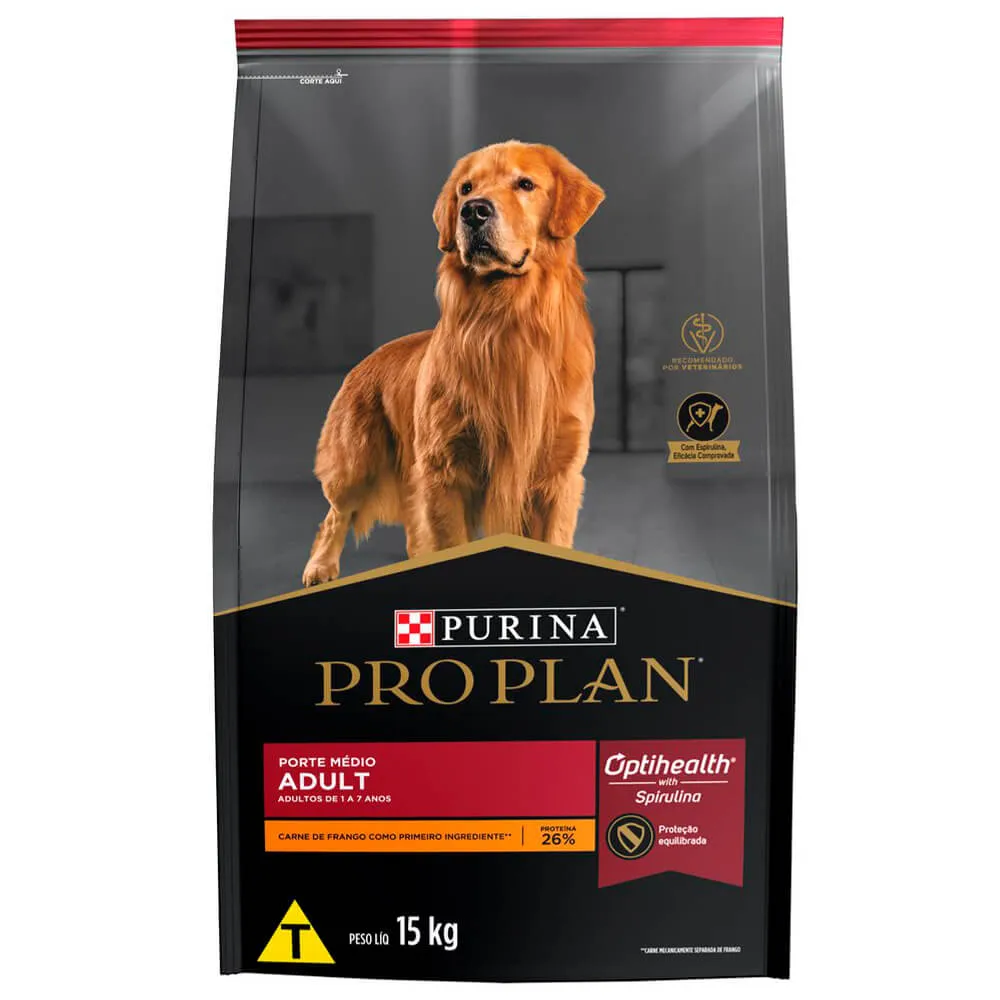 CORTE AQUI
RECOMENDADO
POR VETERINÁRIOS
Com Espirulina,
Eficácia Comprovada
PURINA®
PRO PLAN®
PORTE MÉDIO
ADULT
ADULTOS DE 1 A 7 ANOS
CARNE DE FRANGO COMO PRIMEIRO INGREDIENTE**
PROTEÍNA
26%
Optihealth®
with
Spirulina
Proteção
equilibrada
T
PESO LÍQ 15 kg
**CARNE MECANICAMENTE SEPARADA DE FRANGO